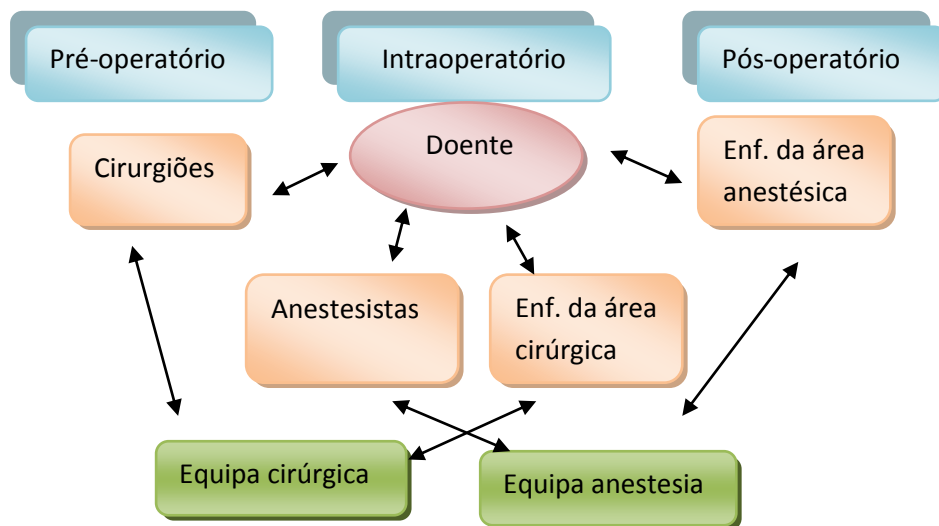 Pré-operatório
Intraoperatório
Pós-operatório
Cirurgiões
Doente
Enf. da área
anestésica
Anestesistas
Enf. da área
cirúrgica
Equipa cirúrgica
Equipa anestesia